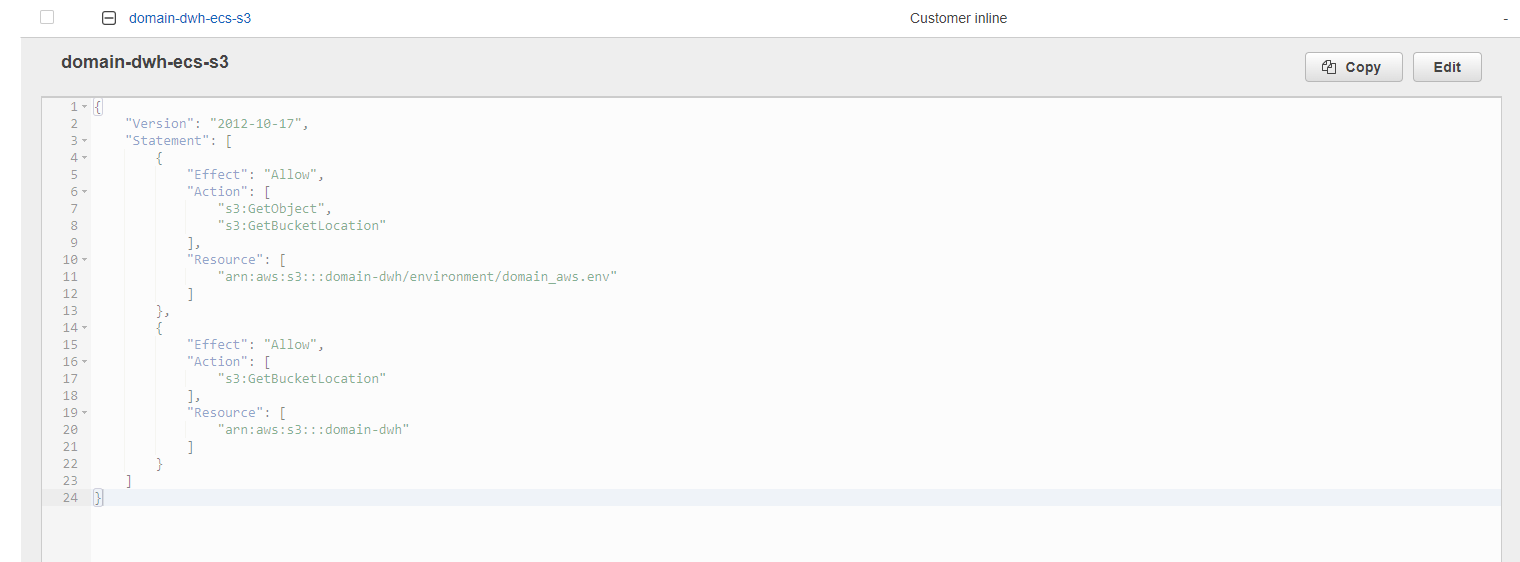 domain-dwh-ecs-s3 Customer inline -
domain-dwh-ecs-s3 Copy Edit
1 {
2 "Version": "2012-10-17",
3 "Statement": [
4 {
5 "Effect": "Allow",
6 "Action": [
7 "s3:GetObject",
8 "s3:GetBucketLocation"
9 ],
10 "Resource": [
11 "arn:aws:s3:::domain-dwh/environment/domain_aws.env"
12 ]
13 },
14 {
15 "Effect": "Allow",
16 "Action": [
17 "s3:GetBucketLocation"
18 ],
19 "Resource": [
20 "arn:aws:s3:::domain-dwh"
21 ]
22 }
23 ]
24 }